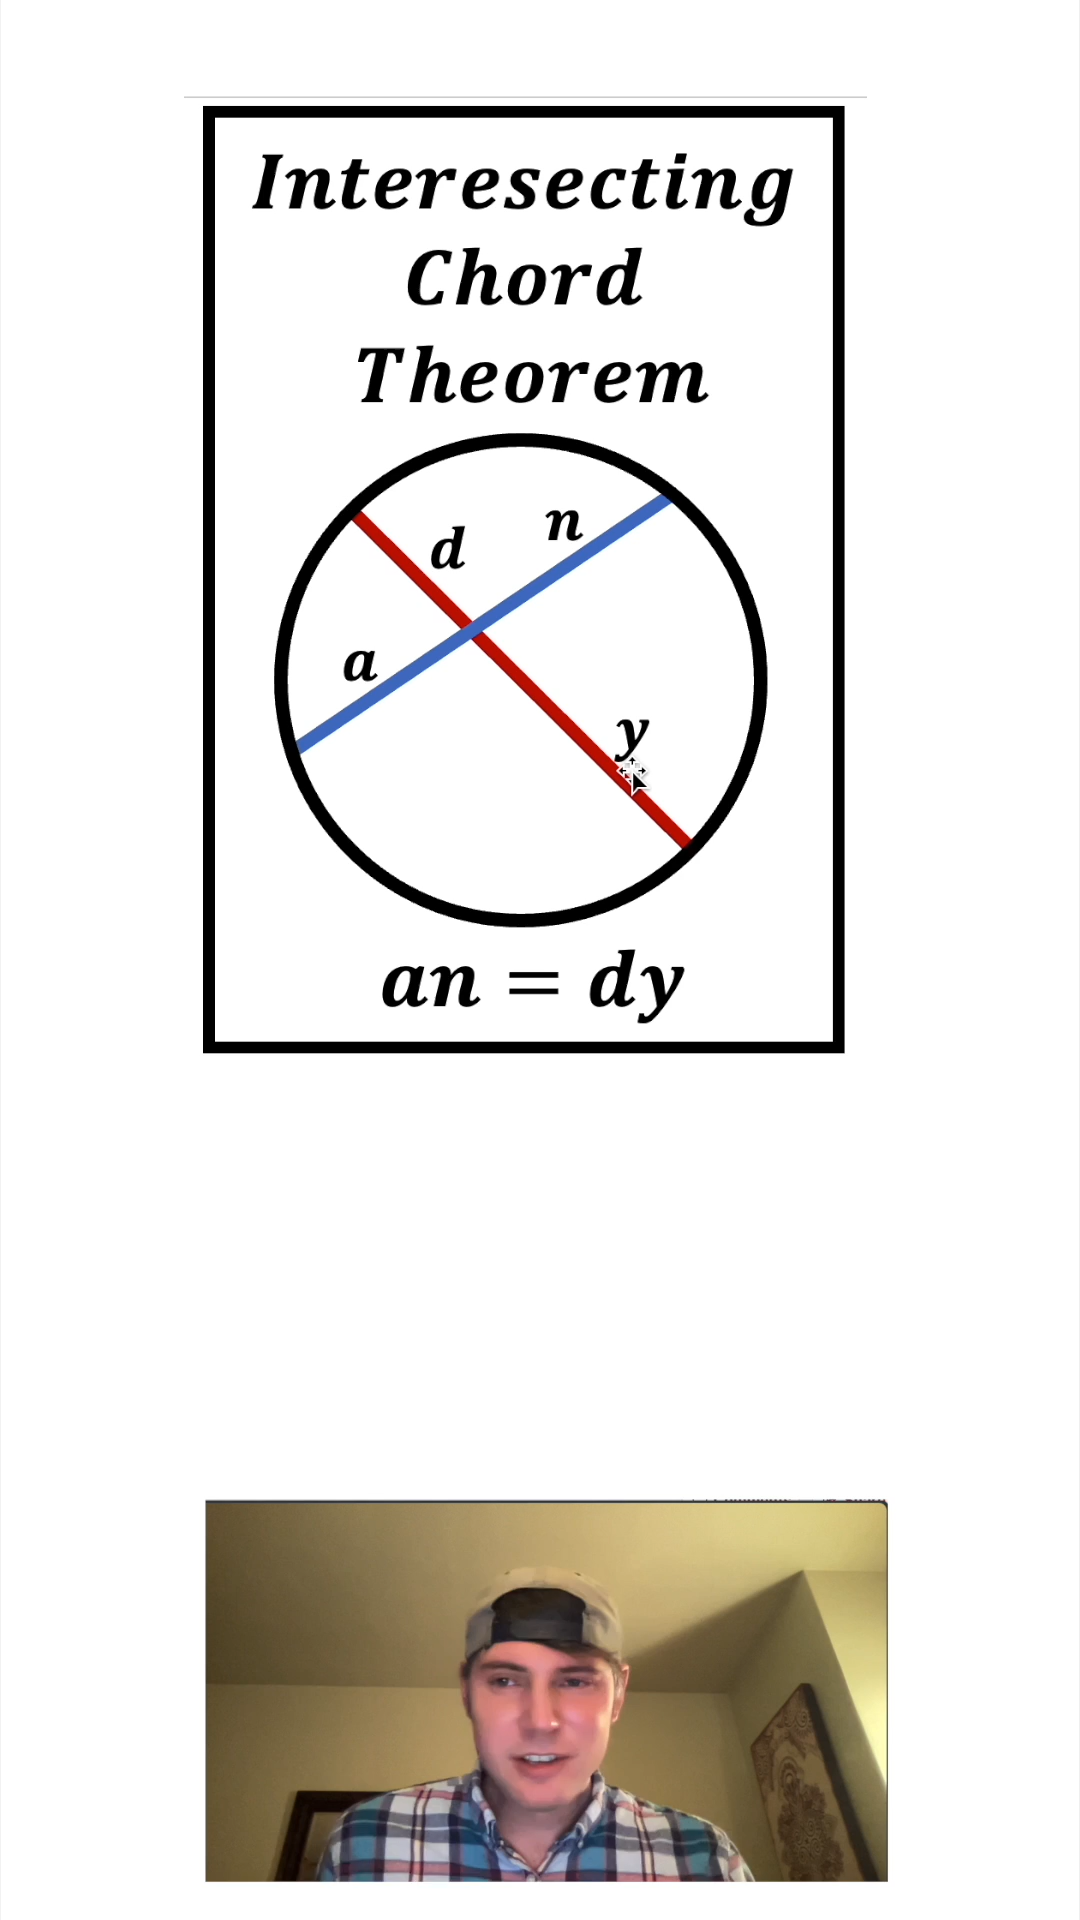 Interesecting
Chord
Theorem
d
n
a
y
an = dy